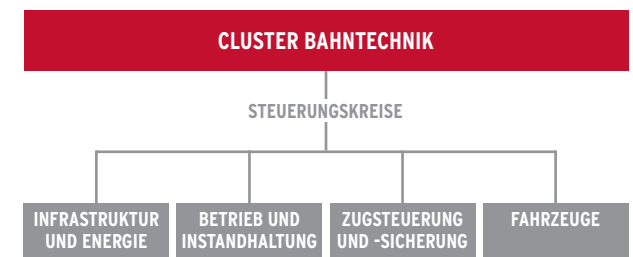 CLUSTER BAHNTECHNIK
STEUERUNGSKREISE
INFRASTRUKTUR
UND ENERGIE
BETRIEB UND
INSTANDHALTUNG
ZUGSTEUERUNG
UND -SICHERUNG
FAHRZEUGE